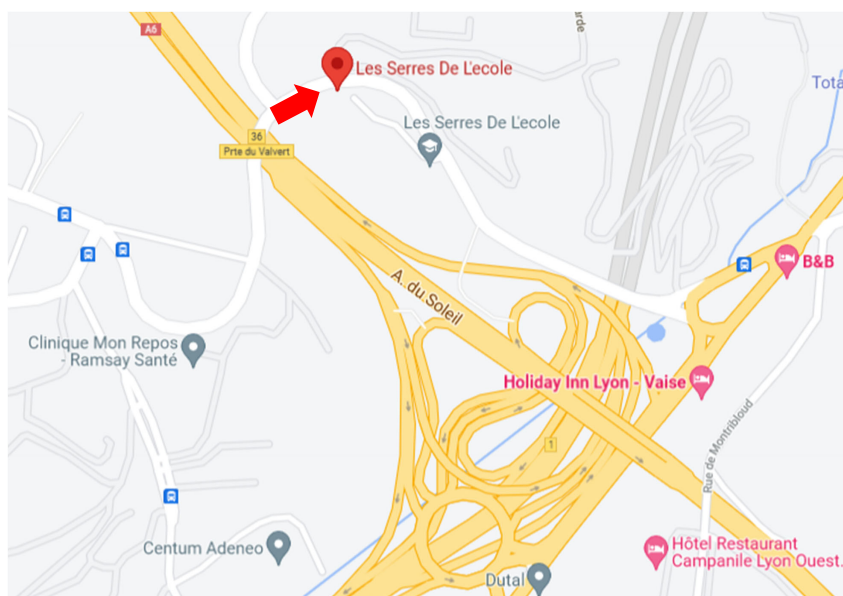 A6
arde
Les Serres De L'ecole
Tota
Les Serres De L'ecole
36
Prte du Valvert
B&B
A. du Soleil
Clinique Mon Repos
- Ramsay Santé
Holiday Inn Lyon - Vaise
1
Rue de Montribloud
Centum Adeneo
Hôtel Restaurant
Campanile Lyon Ouest.
Dutal